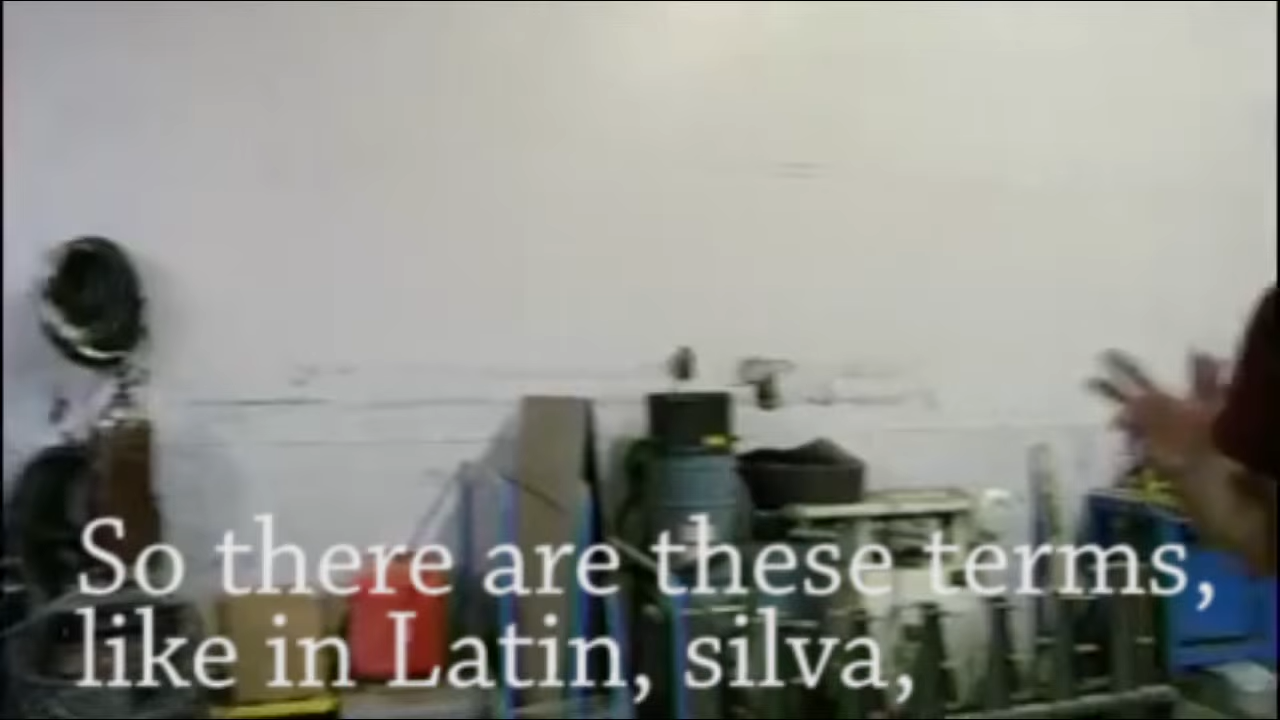 So there are these terms,
like in Latin, silva,